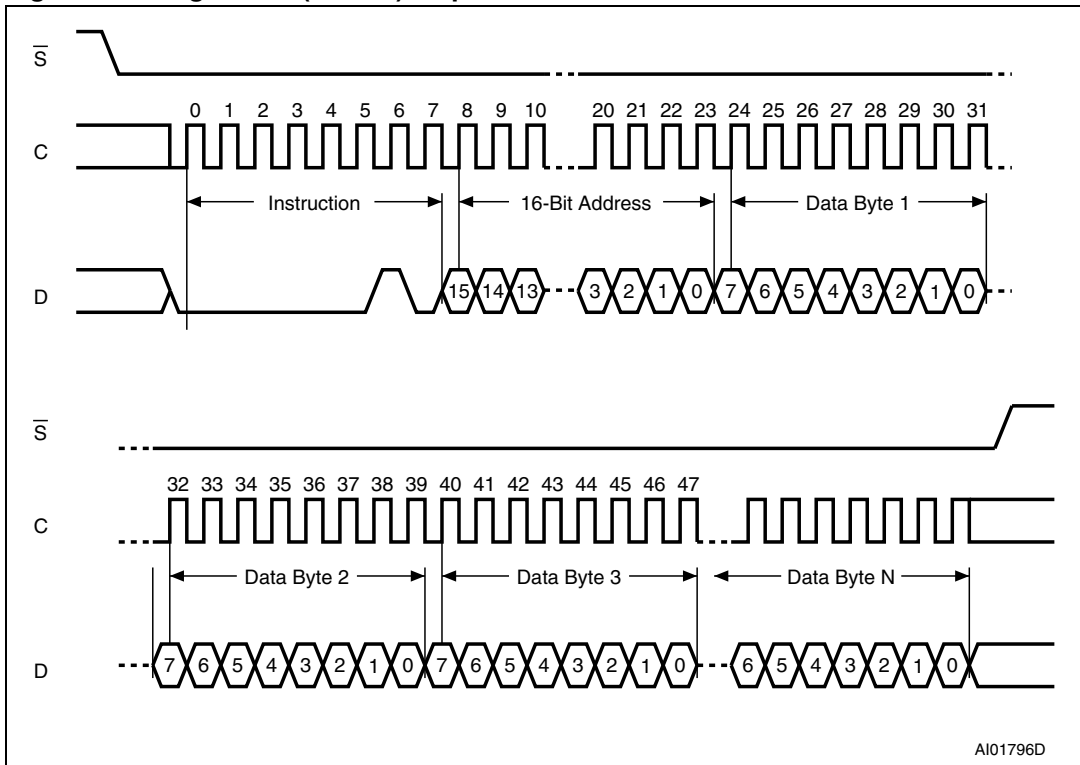 S̅
0 1 2 3 4 5 6 7 8 9 10 20 21 22 23 24 25 26 27 28 29 30 31
C
Instruction 16-Bit Address Data Byte 1
D
15 14 13 3 2 1 0 7 6 5 4 3 2 1 0
S̅
32 33 34 35 36 37 38 39 40 41 42 43 44 45 46 47
C
Data Byte 2 Data Byte 3 Data Byte N
D
7 6 5 4 3 2 1 0 7 6 5 4 3 2 1 0 6 5 4 3 2 1 0
AI01796D